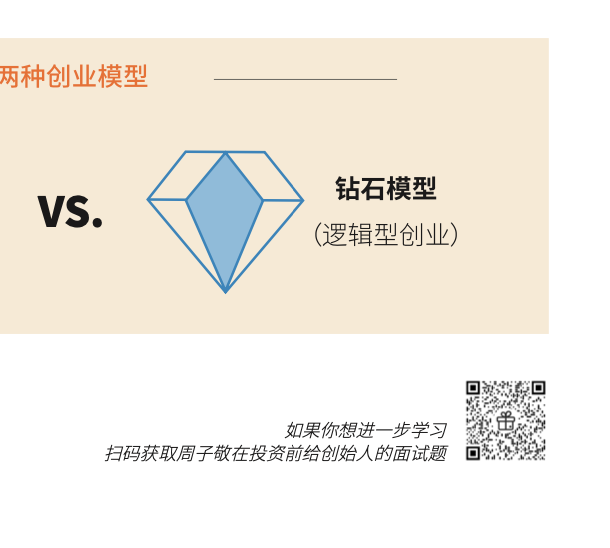 两种创业模型
VS.
钻石模型
（逻辑型创业）
如果你想进一步学习
扫码获取周子敬在投资前给创始人的面试题